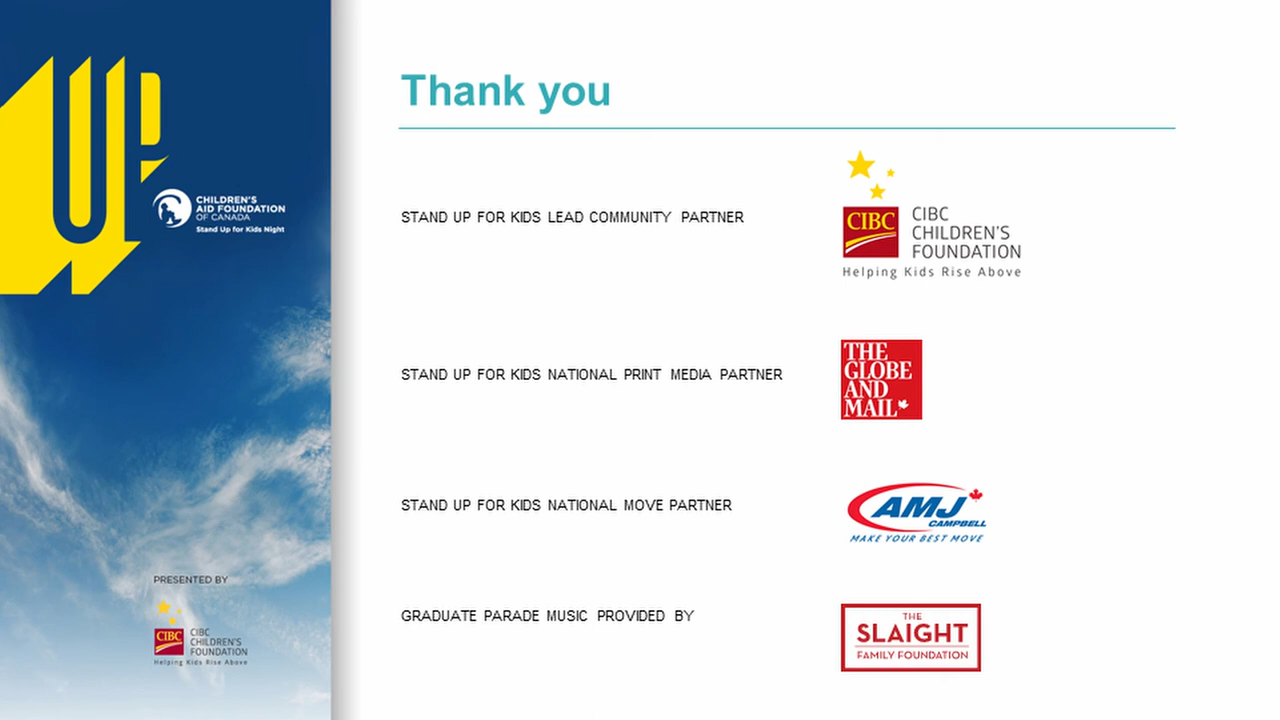 UP
CHILDREN'S
AID FOUNDATION
OF CANADA
Stand Up for Kids Night
PRESENTED BY
CIBC
CIBC
CHILDREN'S
FOUNDATION
Helping Kids Rise Above
Thank you
STAND UP FOR KIDS LEAD COMMUNITY PARTNER
CIBC
CIBC
CHILDREN'S
FOUNDATION
Helping Kids Rise Above
STAND UP FOR KIDS NATIONAL PRINT MEDIA PARTNER
THE
GLOBE
AND
MAIL
STAND UP FOR KIDS NATIONAL MOVE PARTNER
AMJ
CAMPBELL
MAKE YOUR BEST MOVE
GRADUATE PARADE MUSIC PROVIDED BY
THE
SLAIGHT
FAMILY FOUNDATION